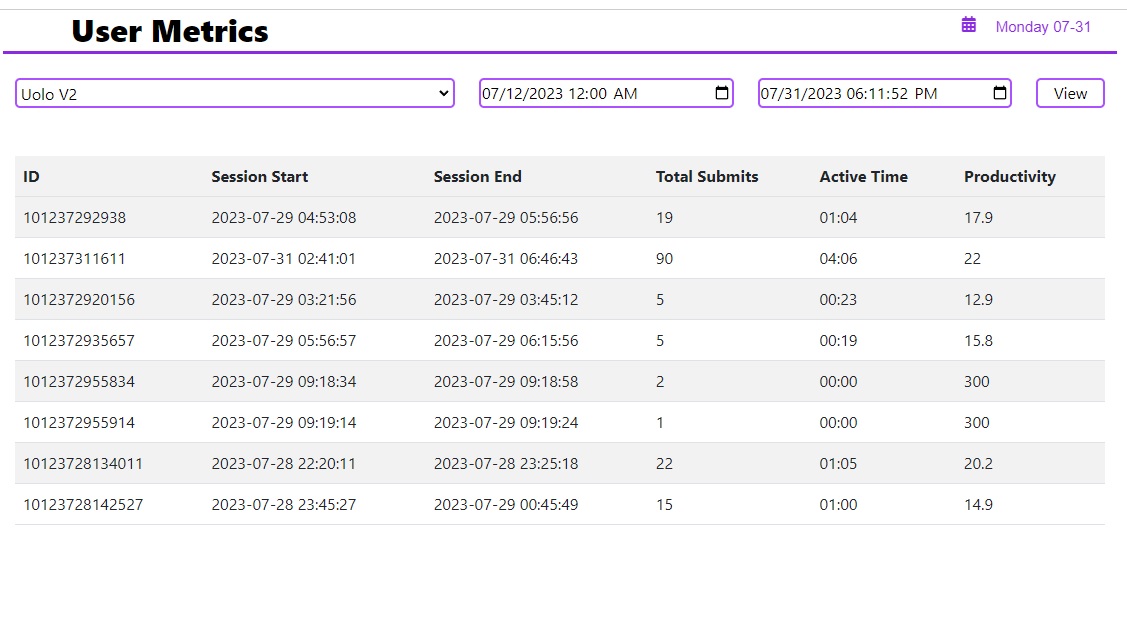 User Metrics
Monday 07-31
Uolo V2 07/12/2023 12:00 AM 07/31/2023 06:11:52 PM View
ID Session Start Session End Total Submits Active Time Productivity
101237292938 2023-07-29 04:53:08 2023-07-29 05:56:56 19 01:04 17.9
101237311611 2023-07-31 02:41:01 2023-07-31 06:46:43 90 04:06 22
1012372920156 2023-07-29 03:21:56 2023-07-29 03:45:12 5 00:23 12.9
1012372935657 2023-07-29 05:56:57 2023-07-29 06:15:56 5 00:19 15.8
1012372955834 2023-07-29 09:18:34 2023-07-29 09:18:58 2 00:00 300
1012372955914 2023-07-29 09:19:14 2023-07-29 09:19:24 1 00:00 300
10123728134011 2023-07-28 22:20:11 2023-07-28 23:25:18 22 01:05 20.2
10123728142527 2023-07-28 23:45:27 2023-07-29 00:45:49 15 01:00 14.9